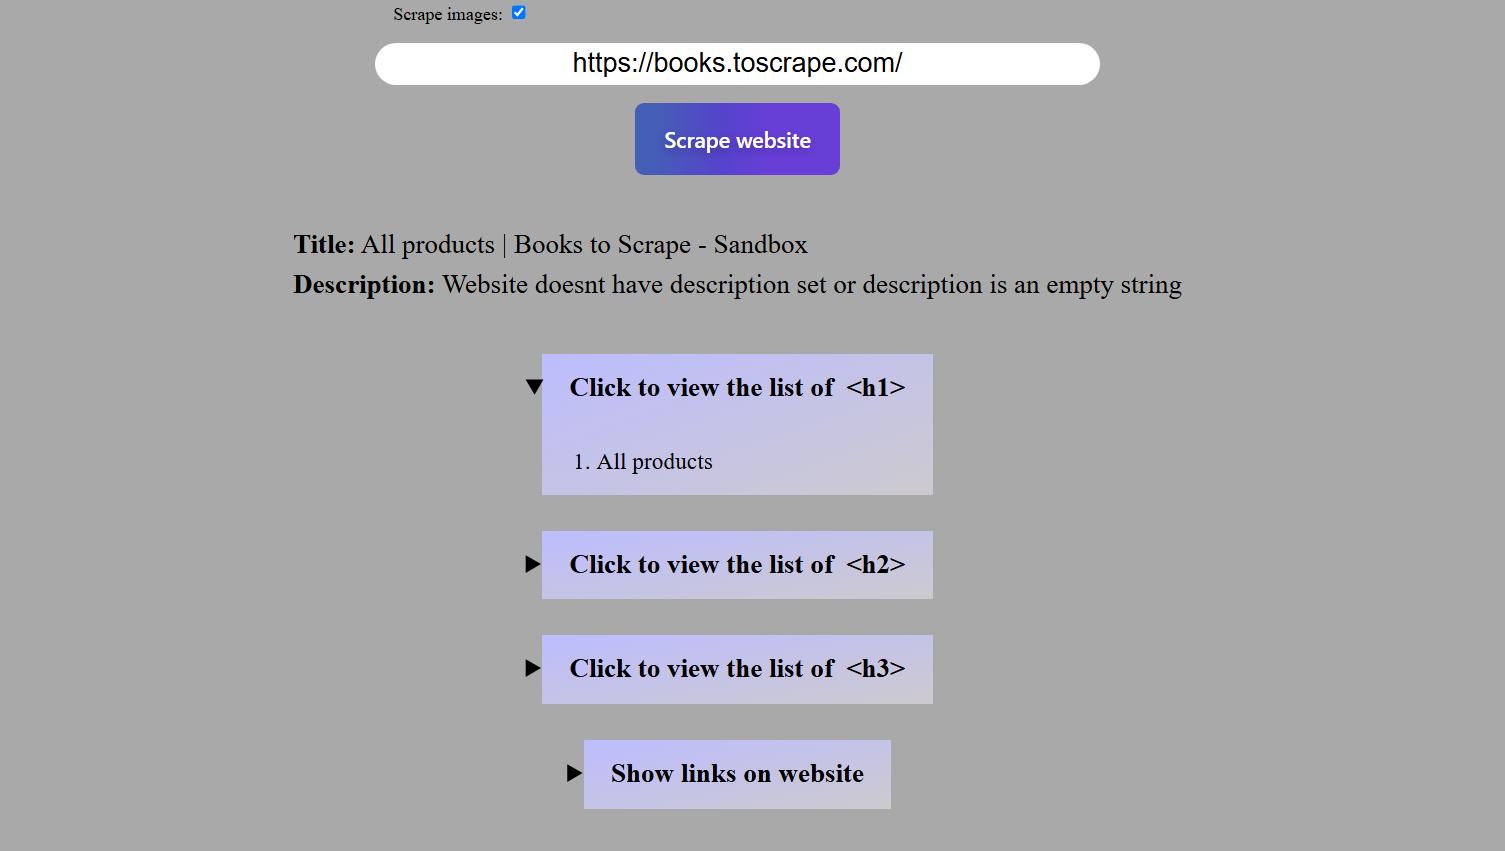 Scrape images:
https://books.toscrape.com/
Scrape website
Title: All products | Books to Scrape - Sandbox
Description: Website doesnt have description set or description is an empty string
Click to view the list of <h1>
1. All products
Click to view the list of <h2>
Click to view the list of <h3>
Show links on website